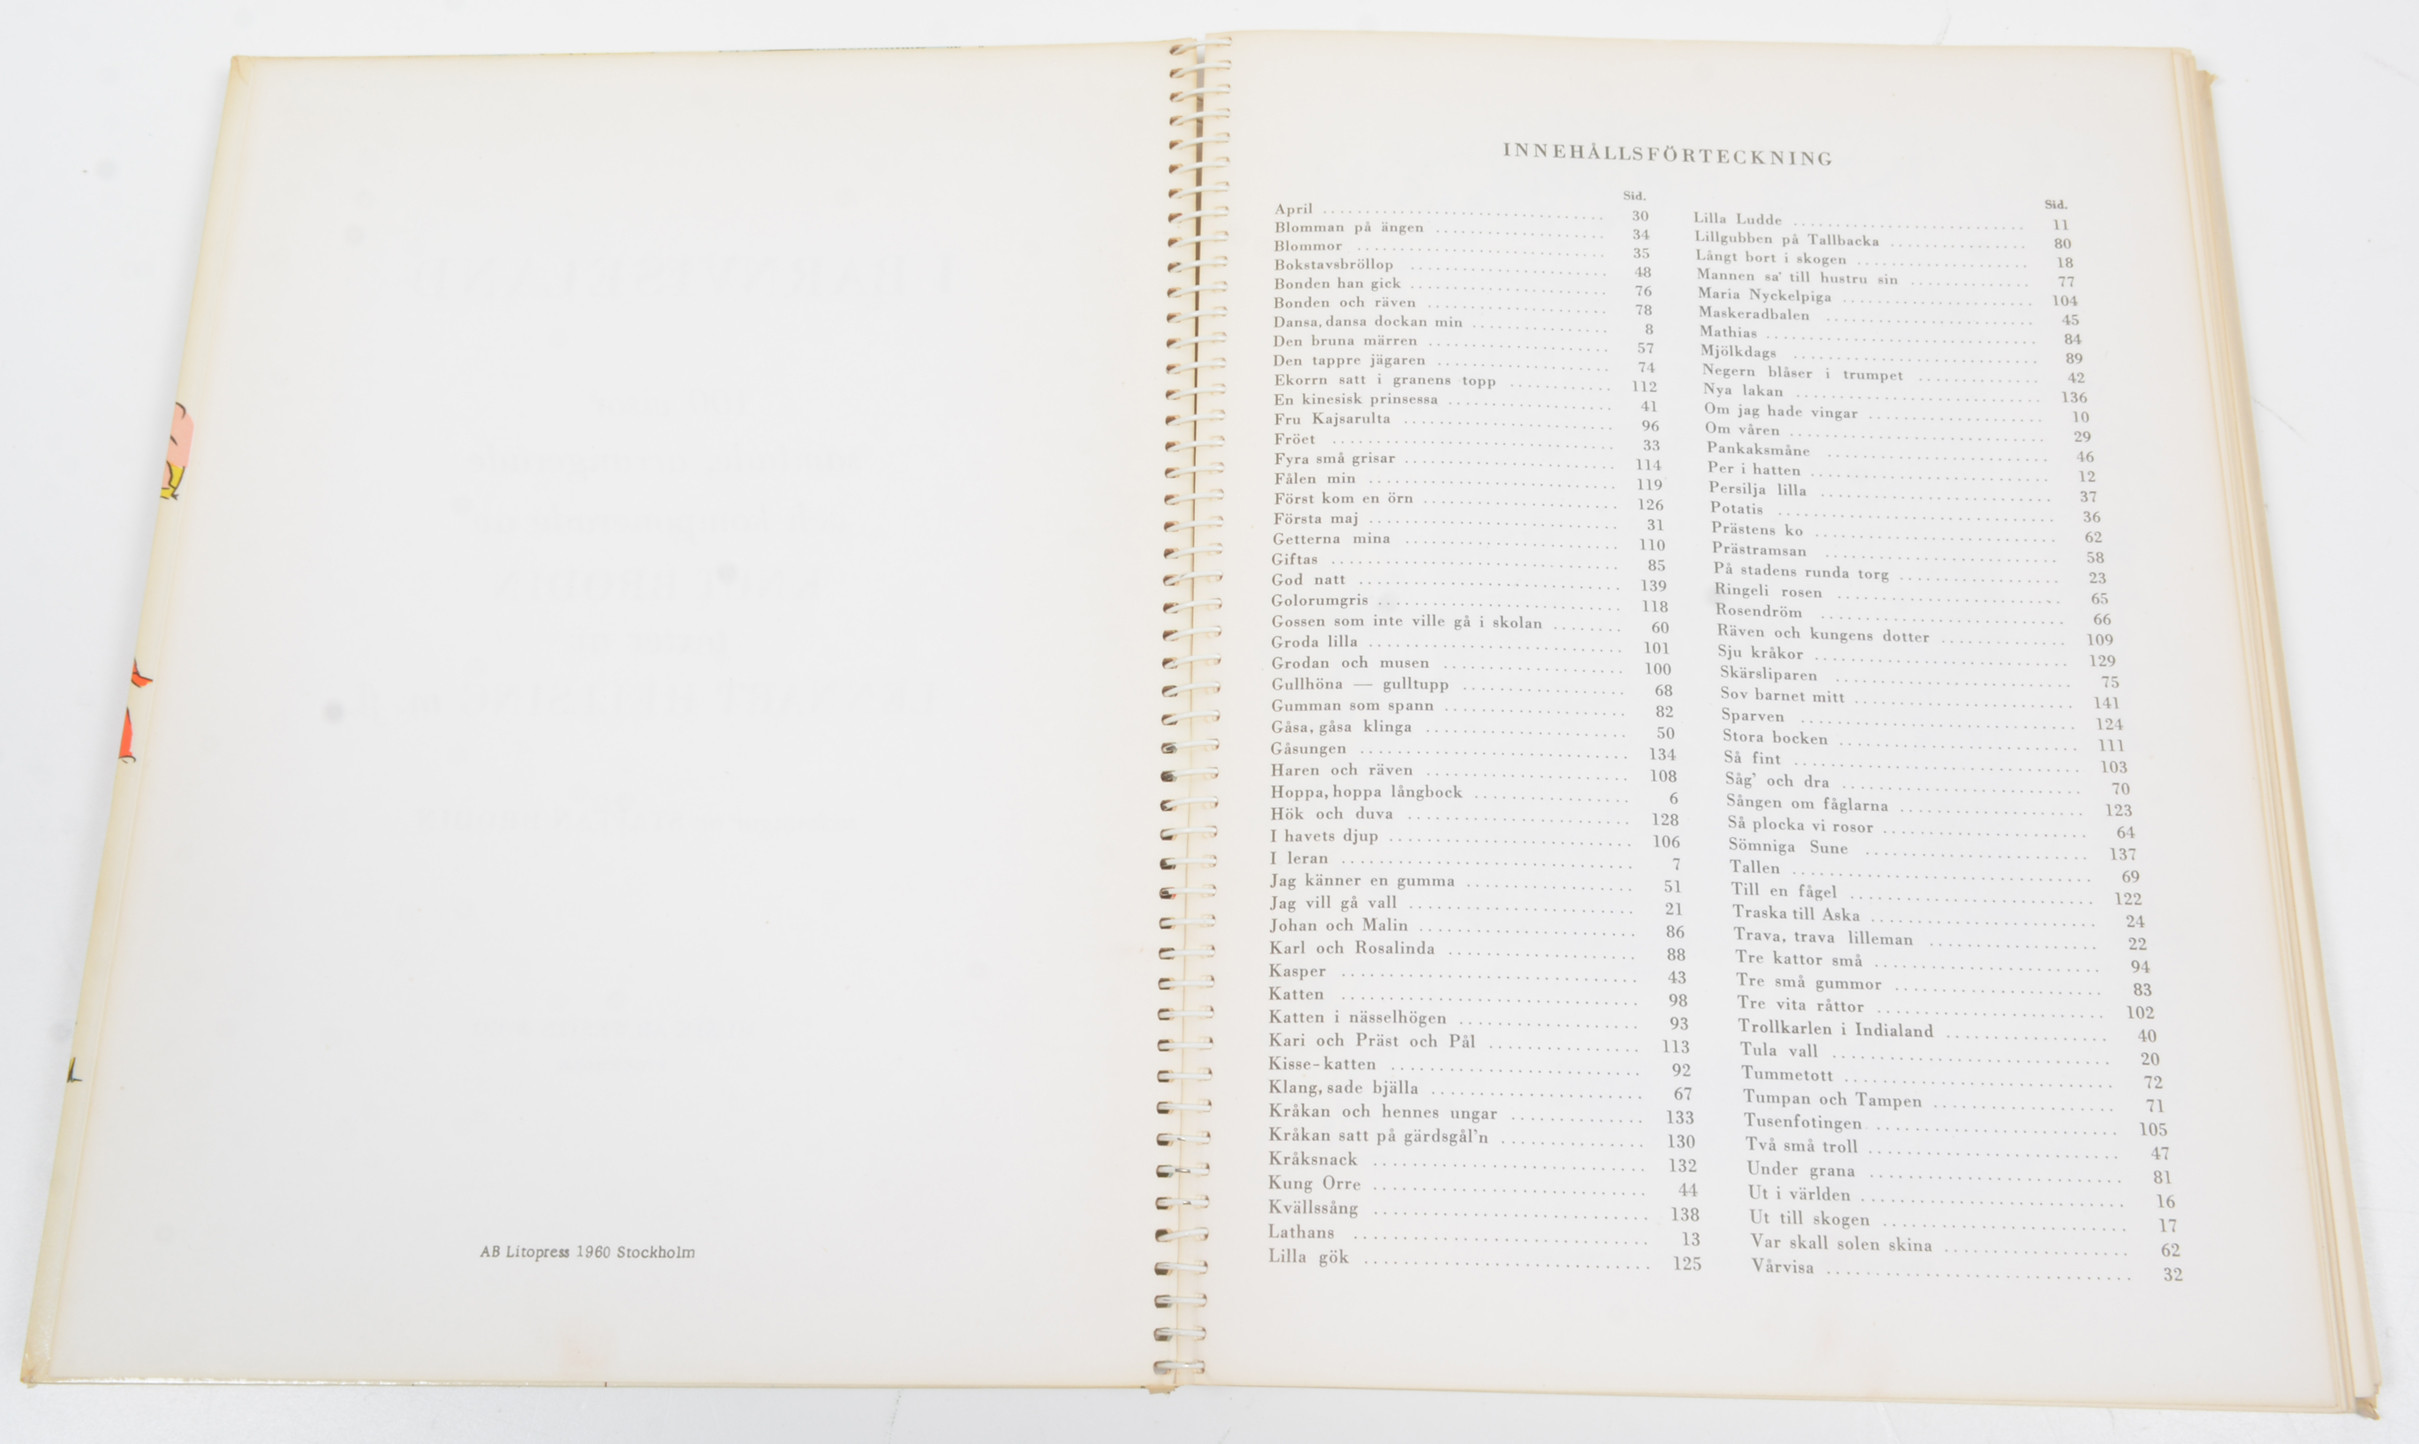 AB Litopress 1960 Stockholm
INNEHÅLLSFÖRTECKNING
Sid.
April 30
Blomman på ängen 34
Blommor 35
Bokstavsbröllop 48
Bonden han gick 76
Bonden och räven 78
Dansa, dansa dockan min 8
Den bruna märren 57
Den tappre jägaren 74
Ekorrn satt i granens topp 112
En kinesisk prinsessa 41
Fru Kajsarulta 96
Fröet 33
Fyra små grisar 114
Fålen min 119
Först kom en örn 126
Första maj 31
Getterna mina 110
Giftas 85
God natt 139
Golorumgris 118
Gossen som inte ville gå i skolan 60
Groda lilla 101
Grodan och musen 100
Gullhöna — gulltupp 68
Gumman som spann 82
Gåsa, gåsa klinga 50
Gåsungen 134
Haren och räven 108
Hoppa, hoppa långbock 6
Hök och duva 128
I havets djup 106
I leran 7
Jag känner en gumma 51
Jag vill gå vall 21
Johan och Malin 86
Karl och Rosalinda 88
Kasper 43
Katten 98
Katten i nässelhögen 93
Kari och Präst och Pål 113
Kisse-katten 92
Klang, sade bjälla 67
Kråkan och hennes ungar 133
Kråkan satt på gärdsgål'n 130
Kråksnack 132
Kung Orre 44
Kvällssång 138
Lathans 13
Lilla gök 125
Sid.
Lilla Ludde 11
Lillgubben på Tallbacka 80
Långt bort i skogen 18
Mannen sa' till hustru sin 77
Maria Nyckelpiga 104
Maskeradbalen 45
Mathias 84
Mjölkdags 89
Negern blåser i trumpet 42
Nya lakan 136
Om jag hade vingar 10
Om våren 29
Pankaksmåne 46
Per i hatten 12
Persilja lilla 37
Potatis 36
Prästens ko 62
Prästramsan 58
På stadens runda torg 23
Ringeli rosen 65
Rosendröm 66
Räven och kungens dotter 109
Sju kråkor 129
Skärsliparen 75
Sov barnet mitt 141
Sparven 124
Stora bocken 111
Så fint 103
Såg' och dra 70
Sången om fåglarna 123
Så plocka vi rosor 64
Sömniga Sune 137
Tallen 69
Till en fågel 122
Traska till Aska 24
Trava, trava lilleman 22
Tre kattor små 94
Tre små gummor 83
Tre vita råttor 102
Trollkarlen i Indialand 40
Tula vall 20
Tummetott 72
Tumpan och Tampen 71
Tusenfotingen 105
Två små troll 47
Under grana 81
Ut i världen 16
Ut till skogen 17
Var skall solen skina 62
Vårvisa 32